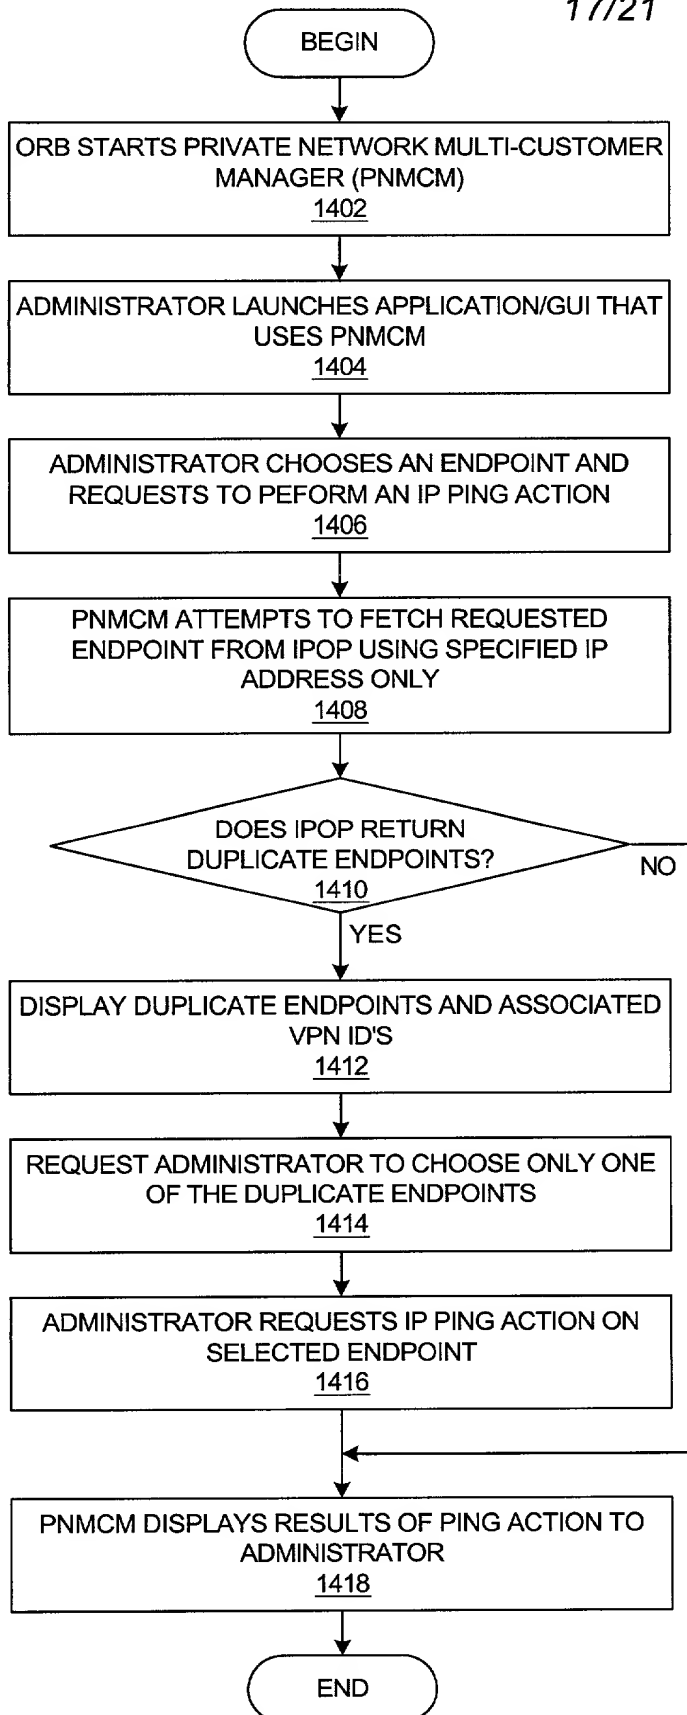 17/21
BEGIN
ORB STARTS PRIVATE NETWORK MULTI-CUSTOMER
MANAGER (PNMCM)
1402
ADMINISTRATOR LAUNCHES APPLICATION/GUI THAT
USES PNMCM
1404
ADMINISTRATOR CHOOSES AN ENDPOINT AND
REQUESTS TO PEFORM AN IP PING ACTION
1406
PNMCM ATTEMPTS TO FETCH REQUESTED
ENDPOINT FROM IPOP USING SPECIFIED IP
ADDRESS ONLY
1408
DOES IPOP RETURN
DUPLICATE ENDPOINTS?
1410
NO
YES
DISPLAY DUPLICATE ENDPOINTS AND ASSOCIATED
VPN ID'S
1412
REQUEST ADMINISTRATOR TO CHOOSE ONLY ONE
OF THE DUPLICATE ENDPOINTS
1414
ADMINISTRATOR REQUESTS IP PING ACTION ON
SELECTED ENDPOINT
1416
PNMCM DISPLAYS RESULTS OF PING ACTION TO
ADMINISTRATOR
1418
END